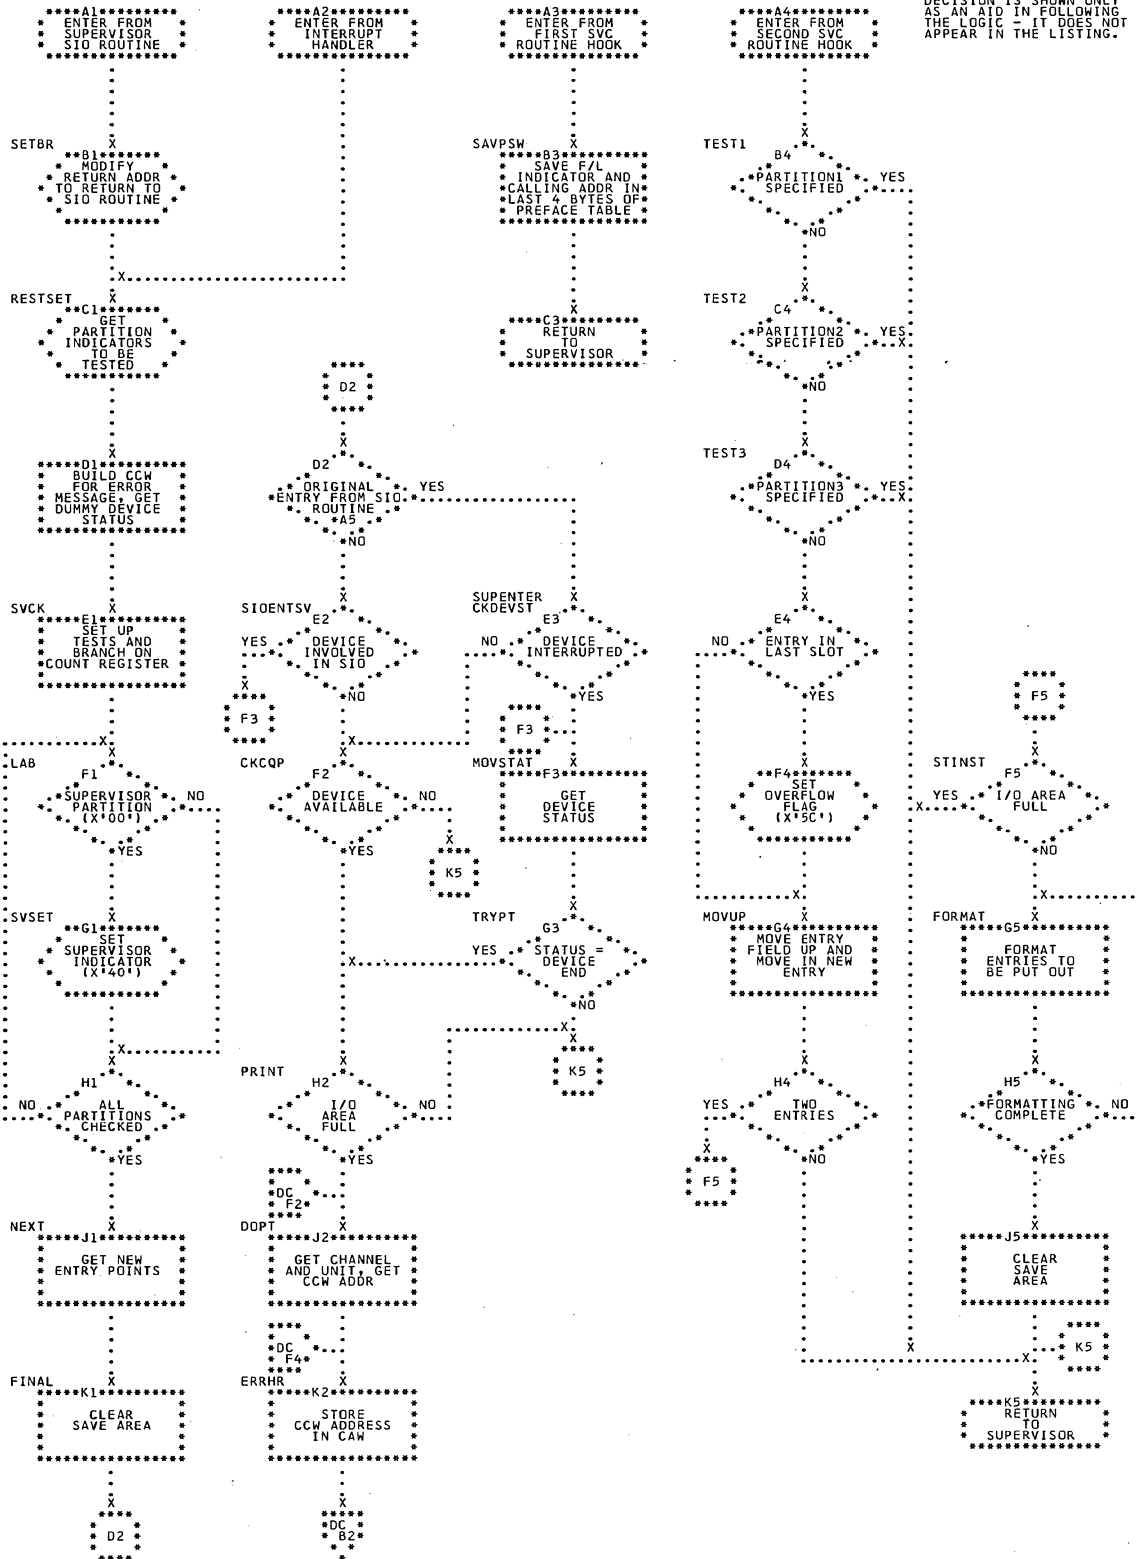 DECISION IS SHOWN ONLY
AS AN AID IN FOLLOWING
THE LOGIC - IT DOES NOT
APPEAR IN THE LISTING.
A1
ENTER FROM
SUPERVISOR
SIO ROUTINE
A2
ENTER FROM
INTERRUPT
HANDLER
A3
ENTER FROM
FIRST SVC
ROUTINE HOOK
A4
ENTER FROM
SECOND SVC
ROUTINE HOOK
SETBR
B1
MODIFY
RETURN ADDR
TO RETURN TO
SIO ROUTINE
SAVPSW
B3
SAVE F/L
INDICATOR AND
CALLING ADDR IN
LAST 4 BYTES OF
PREFACE TABLE
TEST1
B4
PARTITION1
SPECIFIED
YES
NO
RESTSET
C1
GET
PARTITION
INDICATORS
TO BE
TESTED
C3
RETURN
TO
SUPERVISOR
TEST2
C4
PARTITION2
SPECIFIED
YES
NO
D2
D1
BUILD CCW
FOR ERROR
MESSAGE, GET
DUMMY DEVICE
STATUS
D2
ORIGINAL
ENTRY FROM SIO
ROUTINE
*A5
YES
NO
TEST3
D4
PARTITION3
SPECIFIED
YES
NO
SVCK
E1
SET UP
TESTS AND
BRANCH ON
COUNT REGISTER
SIOENTSV
E2
DEVICE
INVOLVED
IN SIO
YES
NO
F3
SUPENTER
CKDEVST
E3
DEVICE
INTERRUPTED
NO
YES
F3
E4
ENTRY IN
LAST SLOT
NO
YES
F5
LAB
F1
SUPERVISOR
PARTITION
(X'00')
NO
YES
CKCQP
F2
DEVICE
AVAILABLE
NO
YES
K5
MOVSTAT
F3
GET
DEVICE
STATUS
F4
SET
OVERFLOW
FLAG
(X'5C')
STINST
F5
I/O AREA
FULL
YES
NO
SVSET
G1
SET
SUPERVISOR
INDICATOR
(X'40')
TRYPT
G3
STATUS =
DEVICE
END
YES
NO
K5
MOVUP
G4
MOVE ENTRY
FIELD UP AND
MOVE IN NEW
ENTRY
FORMAT
G5
FORMAT
ENTRIES TO
BE PUT OUT
H1
ALL
PARTITIONS
CHECKED
NO
YES
PRINT
H2
I/O
AREA
FULL
NO
YES
H4
TWO
ENTRIES
YES
NO
F5
H5
FORMATTING
COMPLETE
NO
YES
DC
F2
NEXT
J1
GET NEW
ENTRY POINTS
DOPT
J2
GET CHANNEL
AND UNIT, GET
CCW ADDR
J5
CLEAR
SAVE
AREA
DC
F4
K5
FINAL
K1
CLEAR
SAVE AREA
ERRHR
K2
STORE
CCW ADDRESS
IN CAW
K5
RETURN
TO
SUPERVISOR
D2
DC
B2